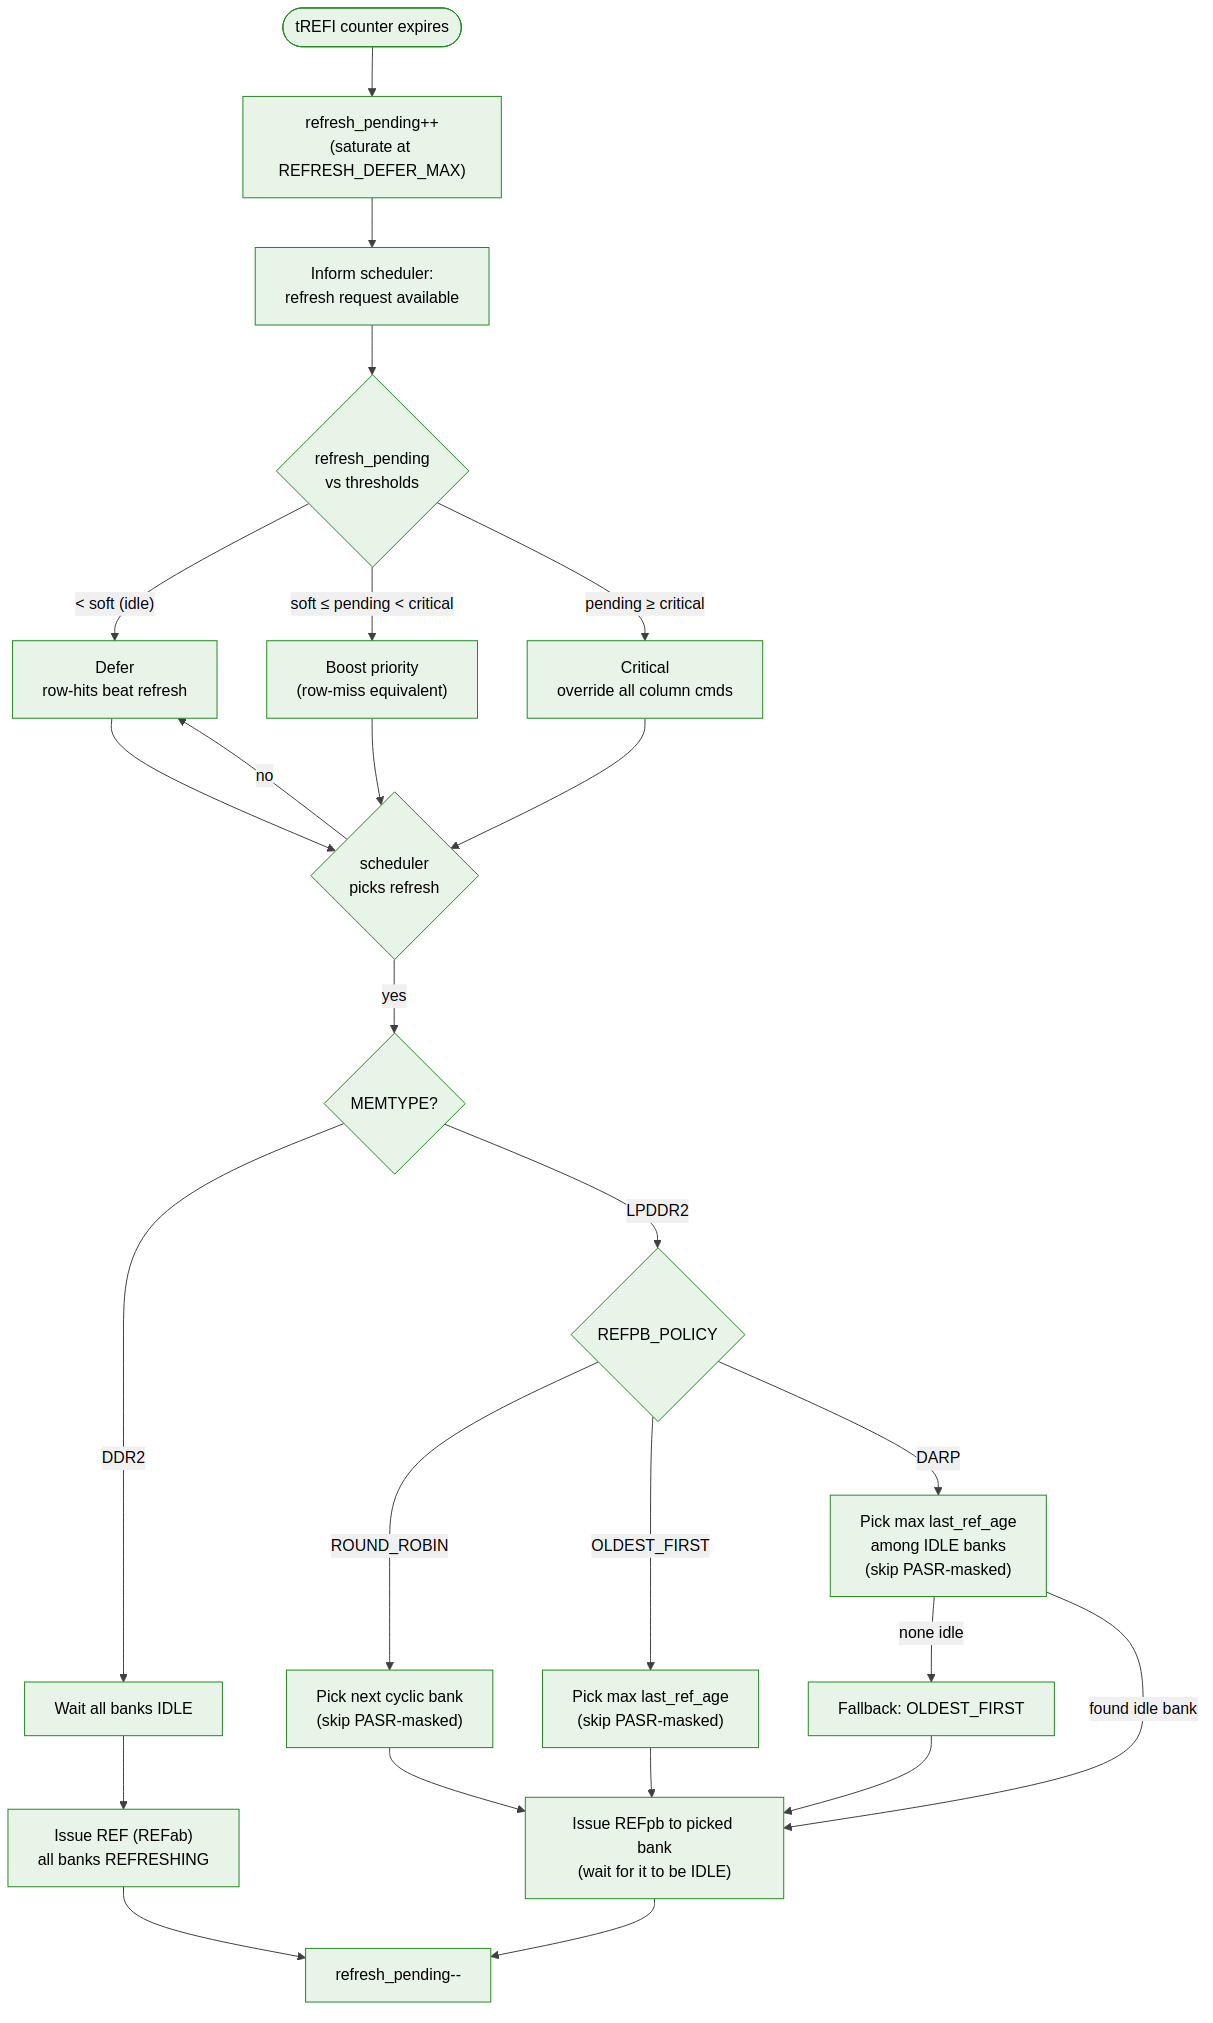 tREFI counter expires
refresh_pending++
(saturate at
REFRESH_DEFER_MAX)
Inform scheduler:
refresh request available
refresh_pending
vs thresholds
< soft (idle)
soft ≤ pending < critical
pending ≥ critical
Defer
row-hits beat refresh
Boost priority
(row-miss equivalent)
Critical
override all column cmds
no
scheduler
picks refresh
yes
MEMTYPE?
LPDDR2
REFPB_POLICY
DDR2
DARP
Pick max last_ref_age
among IDLE banks
(skip PASR-masked)
ROUND_ROBIN
OLDEST_FIRST
none idle
Wait all banks IDLE
Pick next cyclic bank
(skip PASR-masked)
Pick max last_ref_age
(skip PASR-masked)
Fallback: OLDEST_FIRST
found idle bank
Issue REF (REFab)
all banks REFRESHING
Issue REFpb to picked
bank
(wait for it to be IDLE)
refresh_pending--